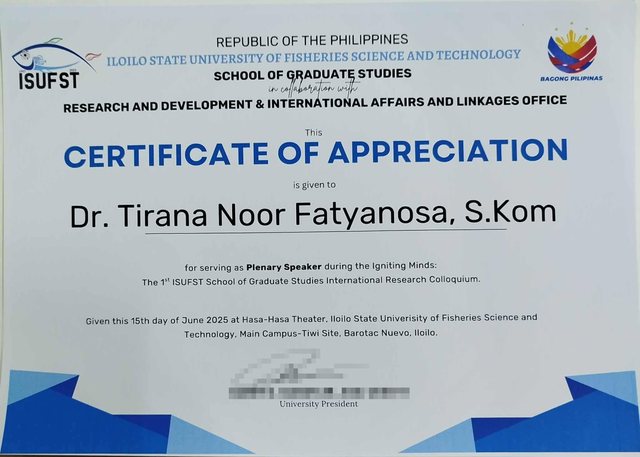 REPUBLIC OF THE PHILIPPINES
ILOILO STATE UNIVERSITY OF FISHERIES SCIENCE AND TECHNOLOGY
ISUFST
SCHOOL OF GRADUATE STUDIES
BAGONG PILIPINAS
in collaboration with
RESEARCH AND DEVELOPMENT & INTERNATIONAL AFFAIRS AND LINKAGES OFFICE
This
CERTIFICATE OF APPRECIATION
is given to
Dr. Tirana Noor Fatyanosa, S.Kom
for serving as Plenary Speaker during the Igniting Minds:
The 1st ISUFST School of Graduate Studies International Research Colloquium.
Given this 15th day of June 2025 at Hasa-Hasa Theater, Iloilo State Univirsity of Fisheries Science and
Technology, Main Campus-Tiwi Site, Barotac Nuevo, Iloilo.
University President